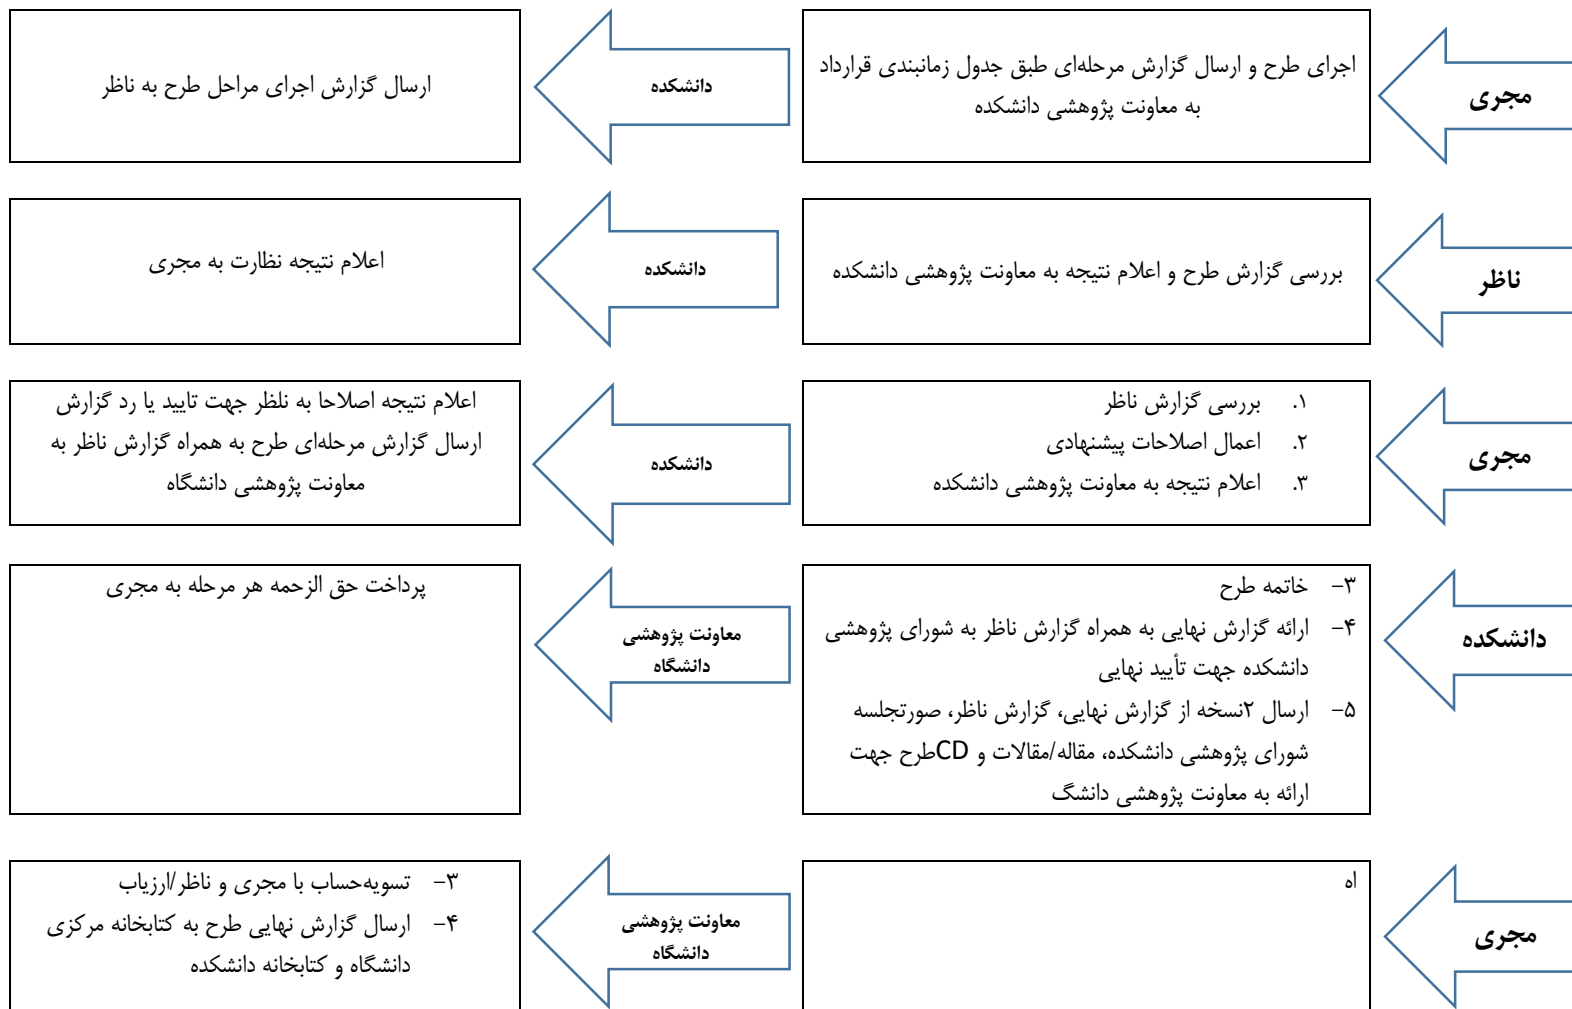 مجری
اجرای طرح و ارسال گزارش مرحله‌ای طبق جدول زمانبندی قرارداد
به معاونت پژوهشی دانشکده
دانشکده
ارسال گزارش اجرای مراحل طرح به ناظر
ناظر
بررسی گزارش طرح و اعلام نتیجه به معاونت پژوهشی دانشکده
دانشکده
اعلام نتیجه نظارت به مجری
مجری
۱. بررسی گزارش ناظر
۲. اعمال اصلاحات پیشنهادی
۳. اعلام نتیجه به معاونت پژوهشی دانشکده
دانشکده
اعلام نتیجه اصلاحا به نلظر جهت تایید یا رد گزارش
ارسال گزارش مرحله‌ای طرح به همراه گزارش ناظر به
معاونت پژوهشی دانشگاه
دانشکده
۳- خاتمه طرح
۴- ارائه گزارش نهایی به همراه گزارش ناظر به شورای پژوهشی
دانشکده جهت تأیید نهایی
۵- ارسال ۲نسخه از گزارش نهایی، گزارش ناظر، صورتجلسه
شورای پژوهشی دانشکده، مقاله/مقالات و CDطرح جهت
ارائه به معاونت پژوهشی دانشگ
معاونت پژوهشی
دانشگاه
پرداخت حق الزحمه هر مرحله به مجری
مجری
اه
معاونت پژوهشی
دانشگاه
۳- تسویه‌حساب با مجری و ناظر/ارزیاب
۴- ارسال گزارش نهایی طرح به کتابخانه مرکزی
دانشگاه و کتابخانه دانشکده